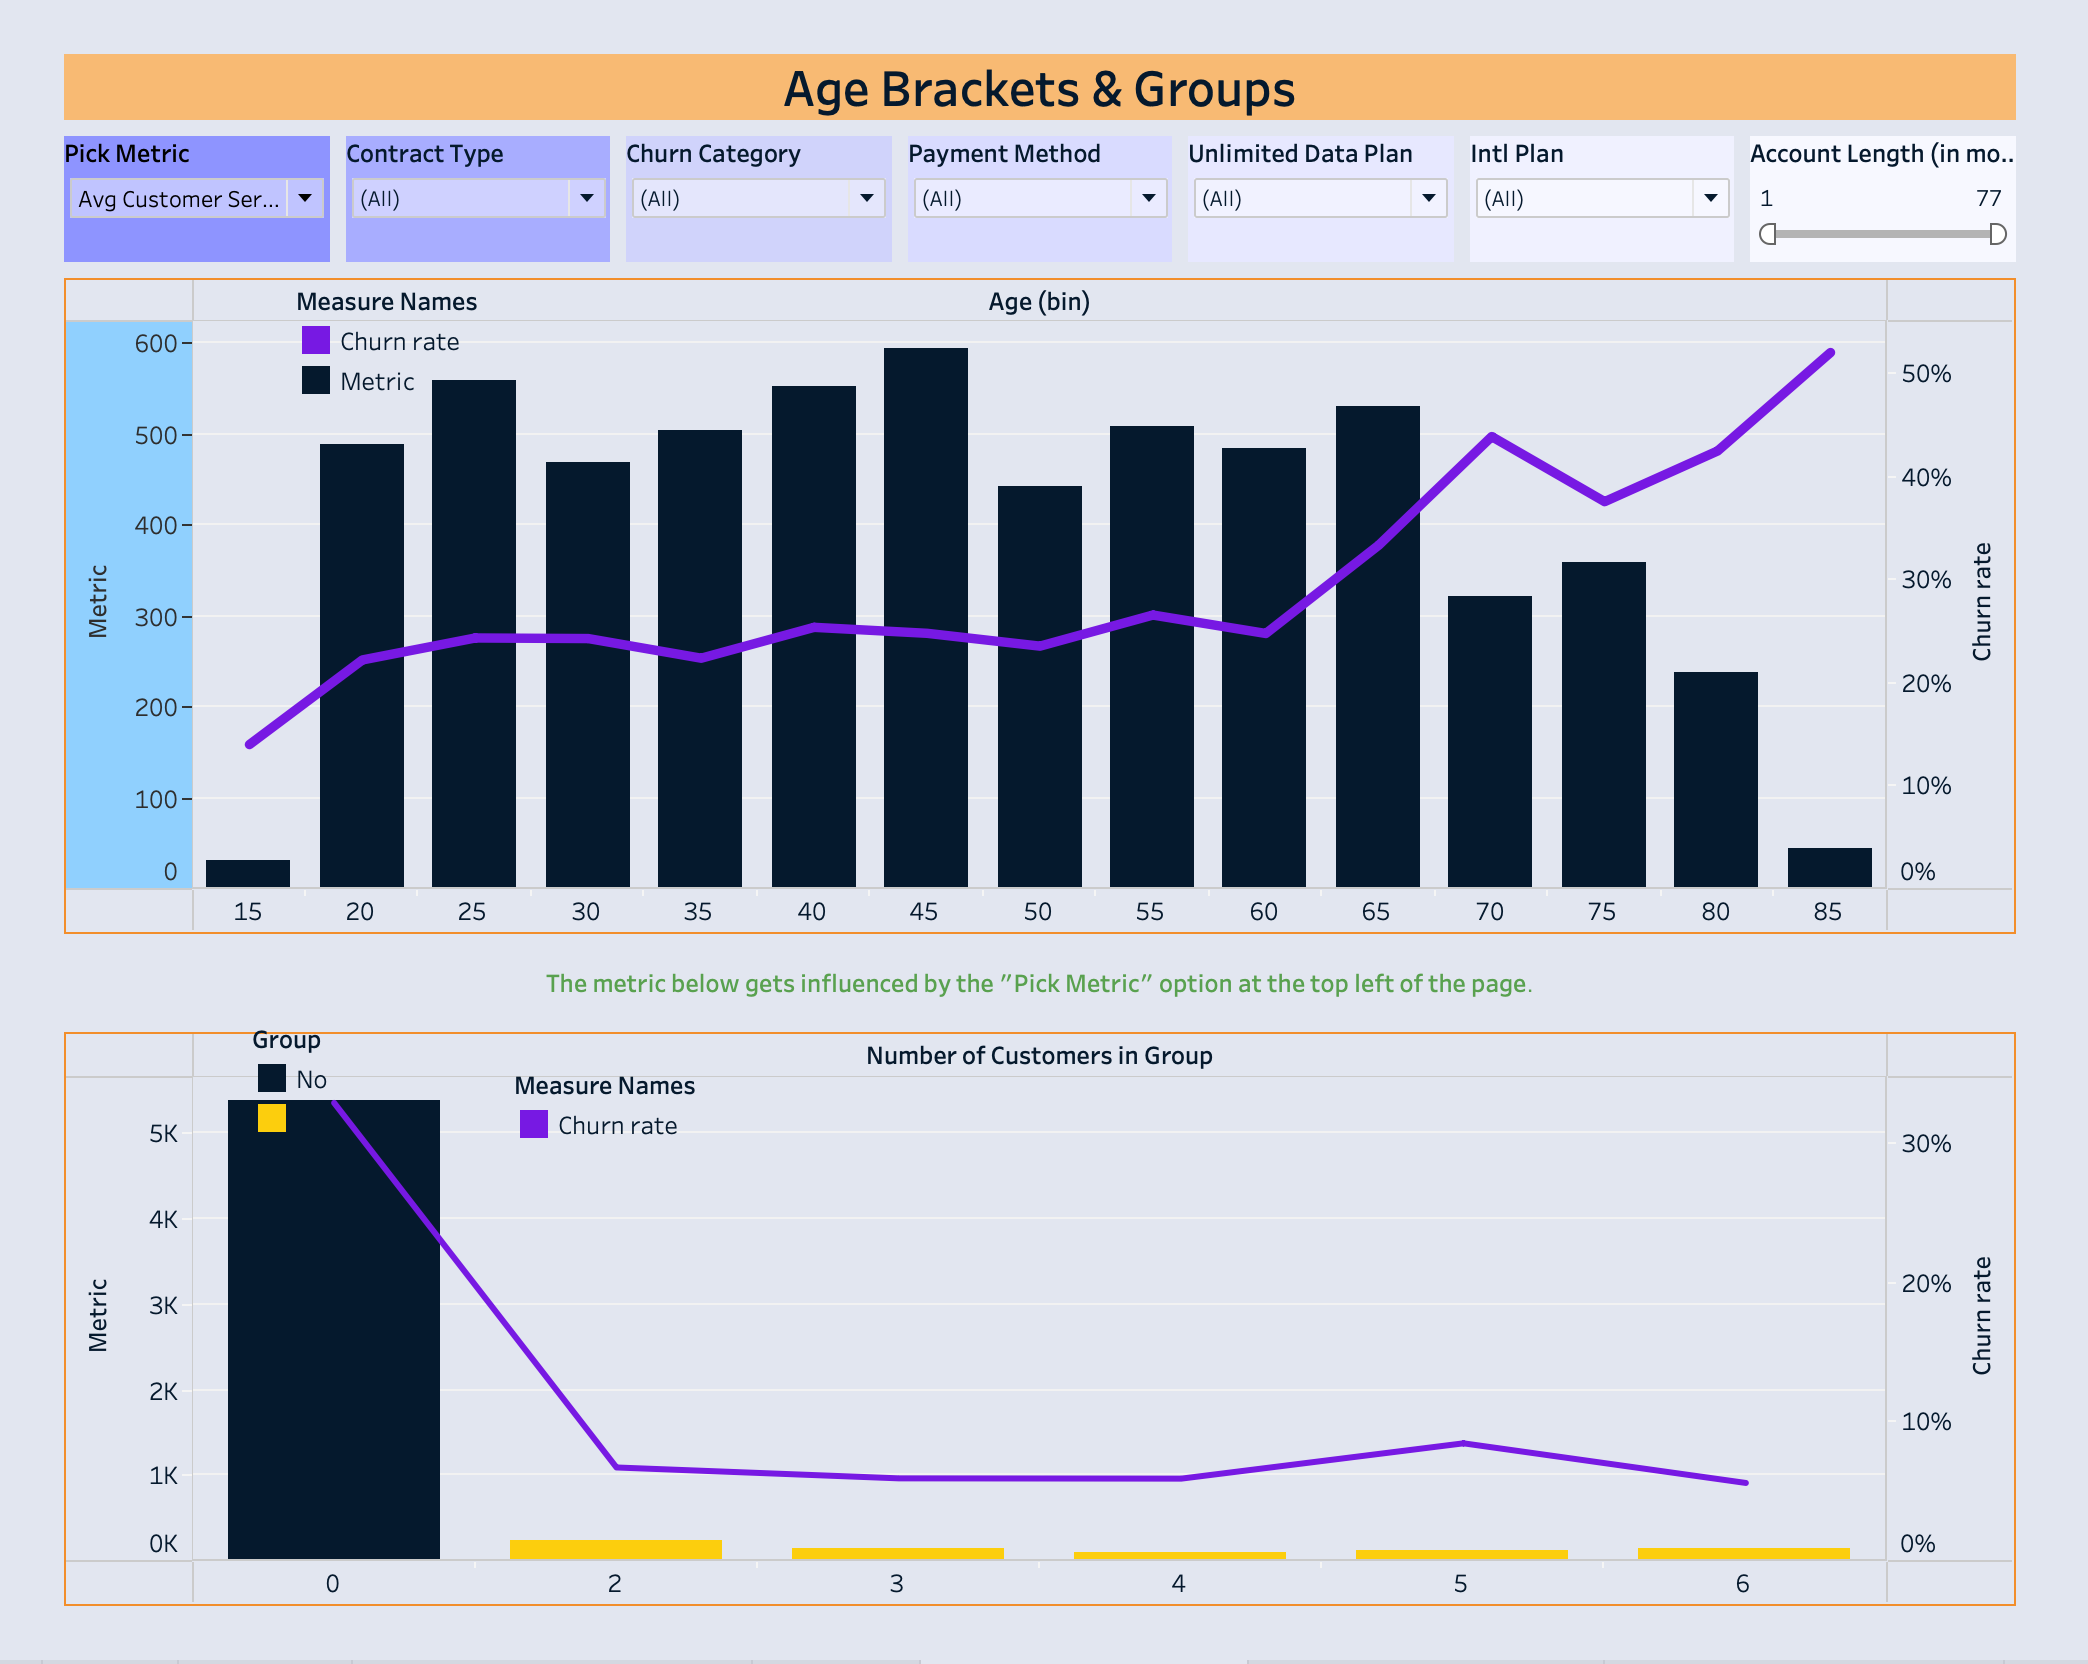 Age Brackets & Groups
Pick Metric
Avg Customer Ser...
Contract Type
(All)
Churn Category
(All)
Payment Method
(All)
Unlimited Data Plan
(All)
Intl Plan
(All)
Account Length (in mo..
1 77
Measure Names
Churn rate
Metric
Age (bin)
600
500
400
300
200
100
0
Metric
50%
40%
30%
20%
10%
0%
Churn rate
15 20 25 30 35 40 45 50 55 60 65 70 75 80 85
The metric below gets influenced by the "Pick Metric" option at the top left of the page.
Group
No
Number of Customers in Group
Measure Names
Churn rate
5K
4K
3K
2K
1K
0K
Metric
30%
20%
10%
0%
Churn rate
0 2 3 4 5 6